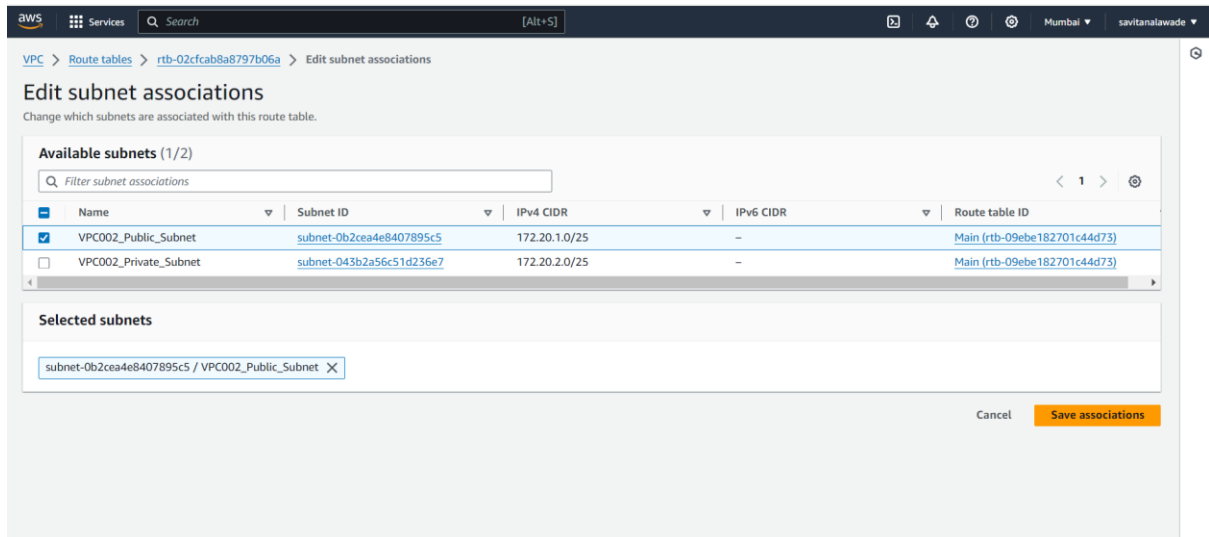 aws Services Search [Alt+S] Mumbai ▼ savitanalawade ▼
VPC > Route tables > rtb-02cfcab8a8797b06a > Edit subnet associations
Edit subnet associations
Change which subnets are associated with this route table.
Available subnets (1/2)
Filter subnet associations < 1 >
Name Subnet ID IPv4 CIDR IPv6 CIDR Route table ID
VPC002_Public_Subnet subnet-0b2cea4e8407895c5 172.20.1.0/25 – Main (rtb-09ebe182701c44d73)
VPC002_Private_Subnet subnet-043b2a56c51d236e7 172.20.2.0/25 – Main (rtb-09ebe182701c44d73)
Selected subnets
subnet-0b2cea4e8407895c5 / VPC002_Public_Subnet X
Cancel Save associations